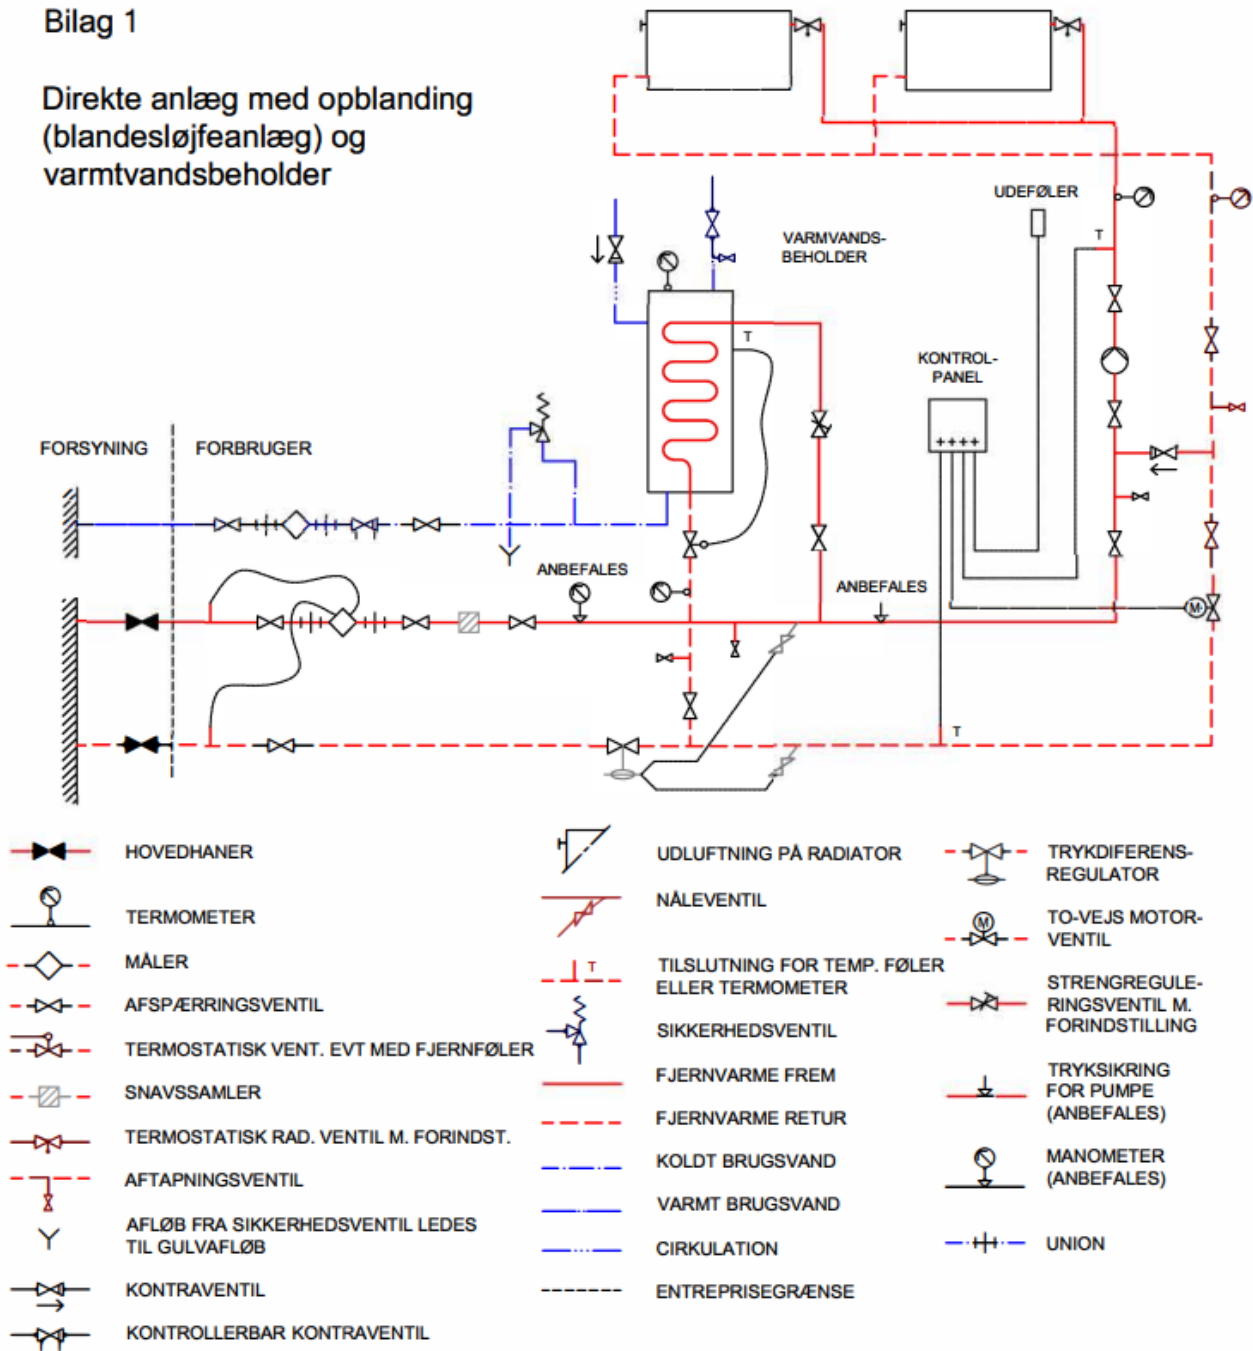 Bilag 1
Direkte anlæg med opblanding
(blandesløjfeanlæg) og
varmtvandsbeholder
UDEFØLER
VARMVANDS-
BEHOLDER
T
T
KONTROL-
PANEL
++++
FORSYNING
FORBRUGER
ANBEFALES
ANBEFALES
M
T
HOVEDHANER
TERMOMETER
MÅLER
AFSPÆRRINGSVENTIL
TERMOSTATISK VENT. EVT MED FJERNFØLER
SNAVSSAMLER
TERMOSTATISK RAD. VENTIL M. FORINDST.
AFTAPNINGSVENTIL
AFLØB FRA SIKKERHEDSVENTIL LEDES
TIL GULVAFLØB
KONTRAVENTIL
KONTROLLERBAR KONTRAVENTIL
UDLUFTNING PÅ RADIATOR
NÅLEVENTIL
T
TILSLUTNING FOR TEMP. FØLER
ELLER TERMOMETER
SIKKERHEDSVENTIL
FJERNVARME FREM
FJERNVARME RETUR
KOLDT BRUGSVAND
VARMT BRUGSVAND
CIRKULATION
ENTREPRISEGRÆNSE
TRYKDIFERENS-
REGULATOR
M
TO-VEJS MOTOR-
VENTIL
STRENGREGULE-
RINGSVENTIL M.
FORINDSTILLING
TRYKSIKRING
FOR PUMPE
(ANBEFALES)
MANOMETER
(ANBEFALES)
UNION